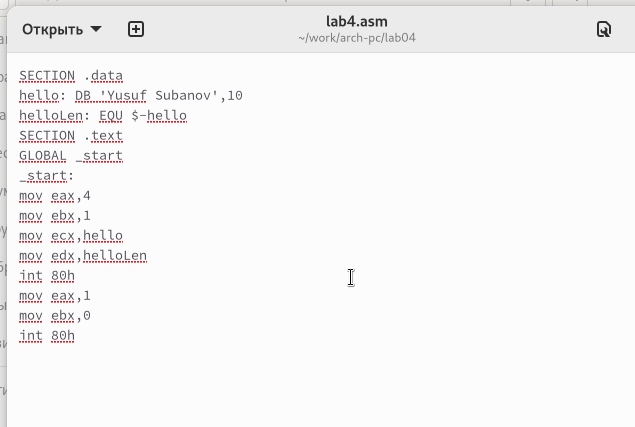 Открыть
lab4.asm
~/work/arch-pc/lab04
SECTION .data
hello: DB 'Yusuf Subanov',10
helloLen: EQU $-hello
SECTION .text
GLOBAL _start
_start:
mov eax,4
mov ebx,1
mov ecx,hello
mov edx,helloLen
int 80h
mov eax,1
mov ebx,0
int 80h